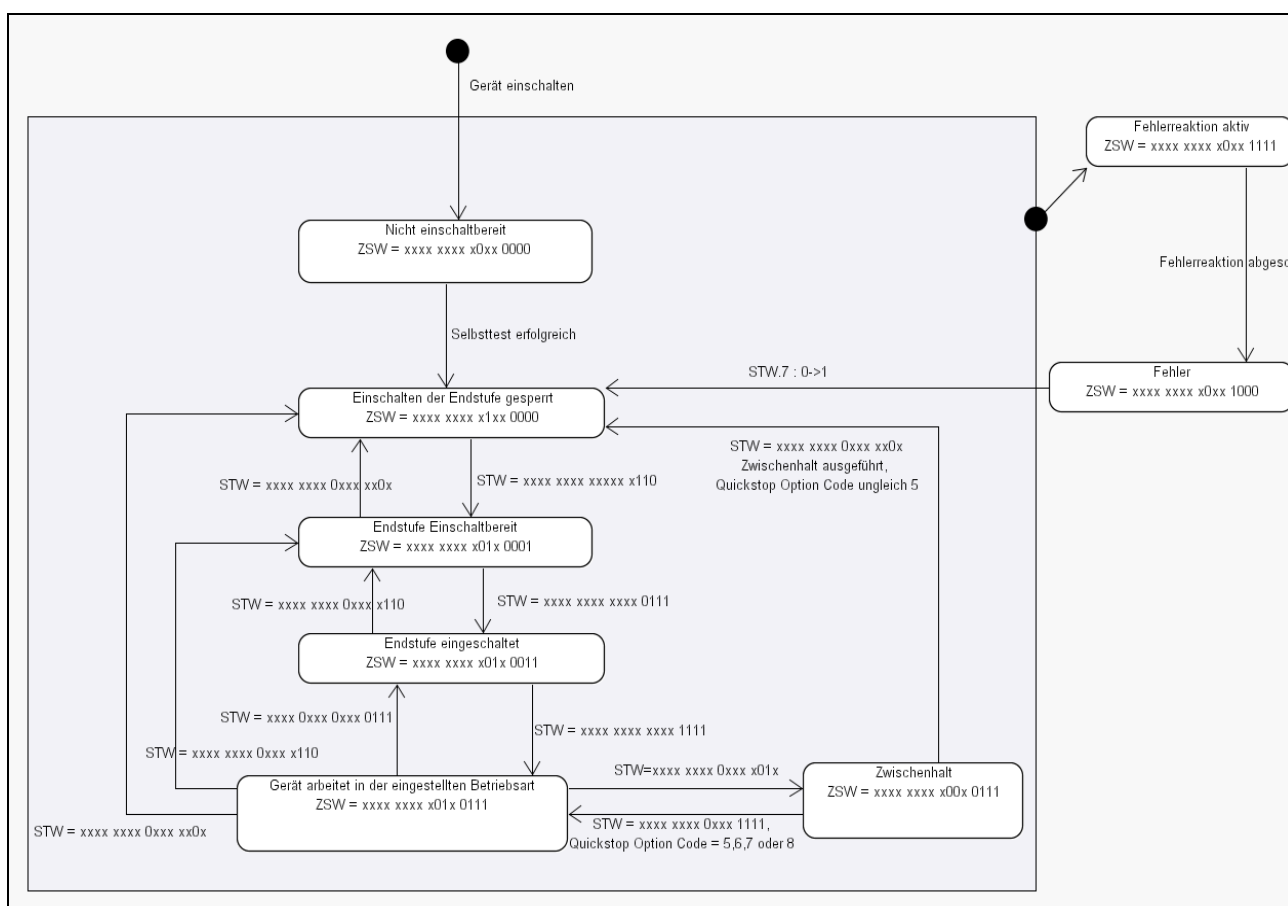 Gerät einschalten
Fehlerreaktion aktiv
ZSW = xxxx xxxx x0xx 1111
Nicht einschaltbereit
ZSW = xxxx xxxx x0xx 0000
Fehlerreaktion abgesc
Selbsttest erfolgreich
STW.7 : 0->1
Fehler
ZSW = xxxx xxxx x0xx 1000
Einschalten der Endstufe gesperrt
ZSW = xxxx xxxx x1xx 0000
STW = xxxx xxxx 0xxx xx0x
Zwischenhalt ausgeführt,
Quickstop Option Code ungleich 5
STW = xxxx xxxx 0xxx xx0x
STW = xxxx xxxx xxxxx x110
Endstufe Einschaltbereit
ZSW = xxxx xxxx x01x 0001
STW = xxxx xxxx 0xxx x110
STW = xxxx xxxx xxxx 0111
Endstufe eingeschaltet
ZSW = xxxx xxxx x01x 0011
STW = xxxx 0xxx 0xxx 0111
STW = xxxx xxxx xxxx 1111
STW = xxxx xxxx 0xxx x110
STW=xxxx xxxx 0xxx x01x
Gerät arbeitet in der eingestellten Betriebsart
ZSW = xxxx xxxx x01x 0111
Zwischenhalt
ZSW = xxxx xxxx x00x 0111
STW = xxxx xxxx 0xxx xx0x
STW = xxxx xxxx 0xxx 1111,
Quickstop Option Code = 5,6,7 oder 8